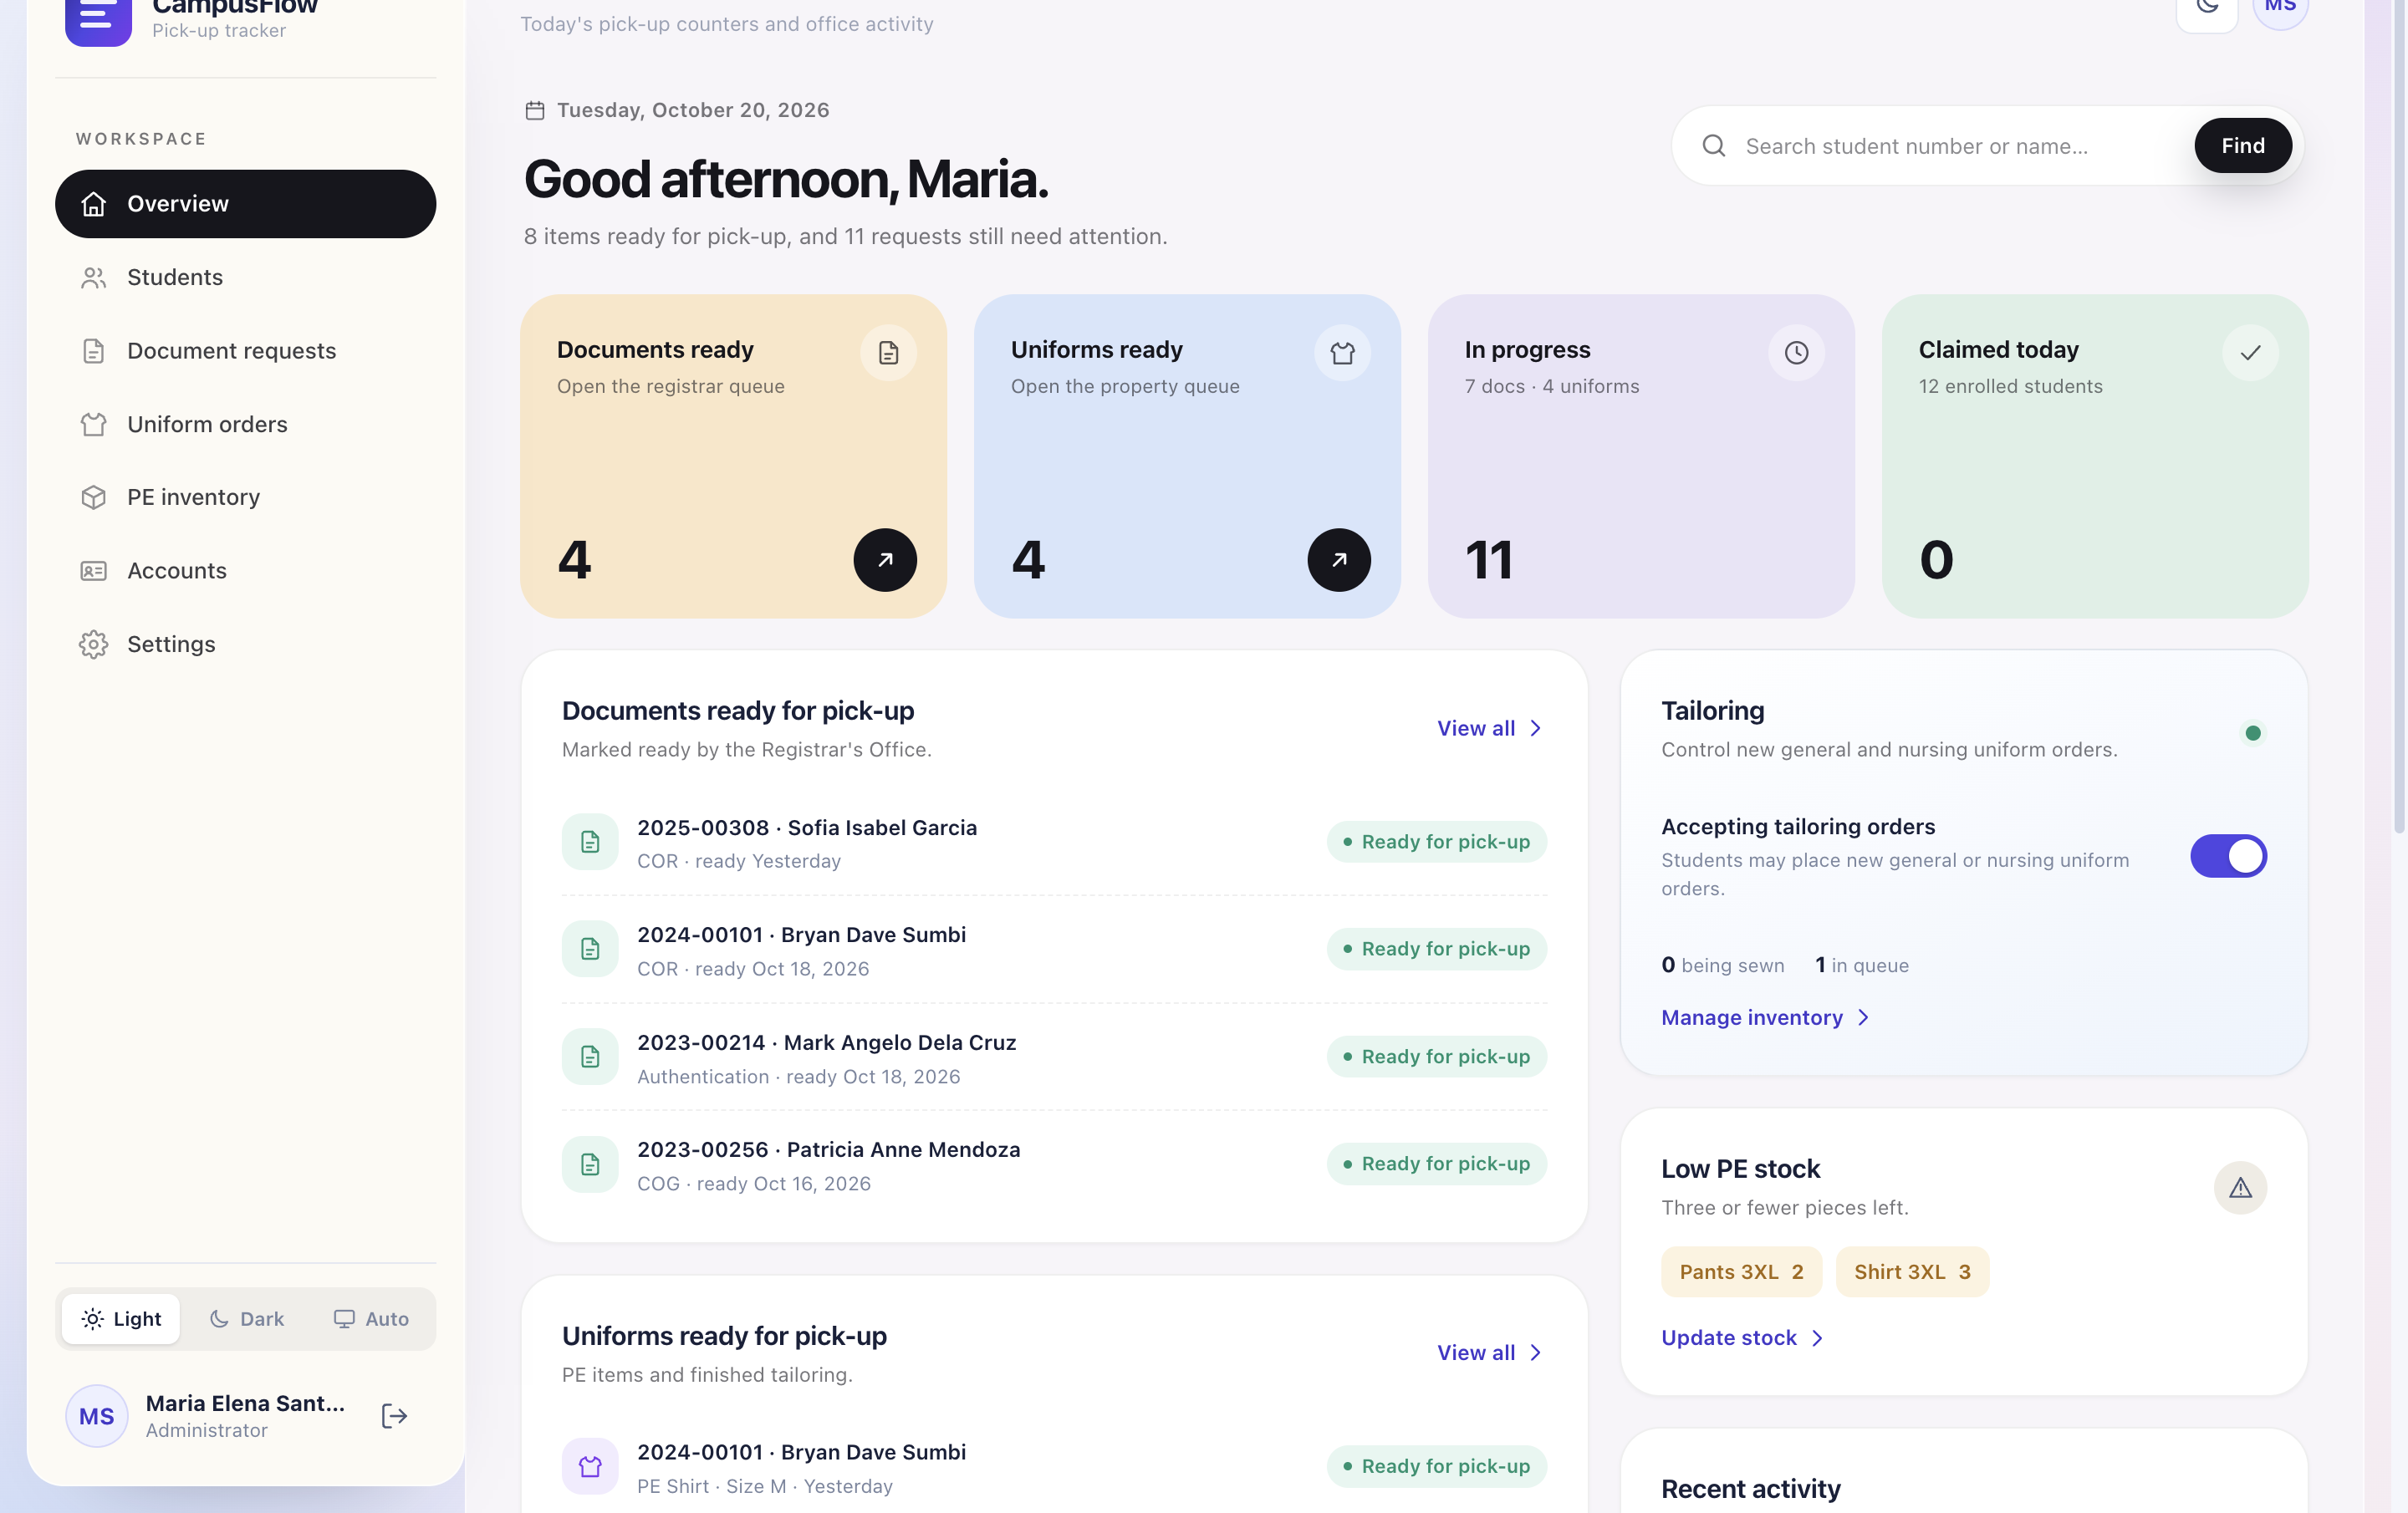 CampusFlow
Pick-up tracker
WORKSPACE
Overview
Students
Document requests
Uniform orders
PE inventory
Accounts
Settings
Light
Dark
Auto
MS
Maria Elena Sant...
Administrator
Today's pick-up counters and office activity
MS
Tuesday, October 20, 2026
Good afternoon, Maria.
8 items ready for pick-up, and 11 requests still need attention.
Search student number or name...
Find
Documents ready
Open the registrar queue
4
Uniforms ready
Open the property queue
4
In progress
7 docs · 4 uniforms
11
Claimed today
12 enrolled students
0
Documents ready for pick-up
Marked ready by the Registrar's Office.
View all
2025-00308 · Sofia Isabel Garcia
COR · ready Yesterday
Ready for pick-up
2024-00101 · Bryan Dave Sumbi
COR · ready Oct 18, 2026
Ready for pick-up
2023-00214 · Mark Angelo Dela Cruz
Authentication · ready Oct 18, 2026
Ready for pick-up
2023-00256 · Patricia Anne Mendoza
COG · ready Oct 16, 2026
Ready for pick-up
Uniforms ready for pick-up
PE items and finished tailoring.
View all
2024-00101 · Bryan Dave Sumbi
PE Shirt · Size M · Yesterday
Ready for pick-up
Tailoring
Control new general and nursing uniform orders.
Accepting tailoring orders
Students may place new general or nursing uniform
orders.
0 being sewn 1 in queue
Manage inventory
Low PE stock
Three or fewer pieces left.
Pants 3XL 2
Shirt 3XL 3
Update stock
Recent activity